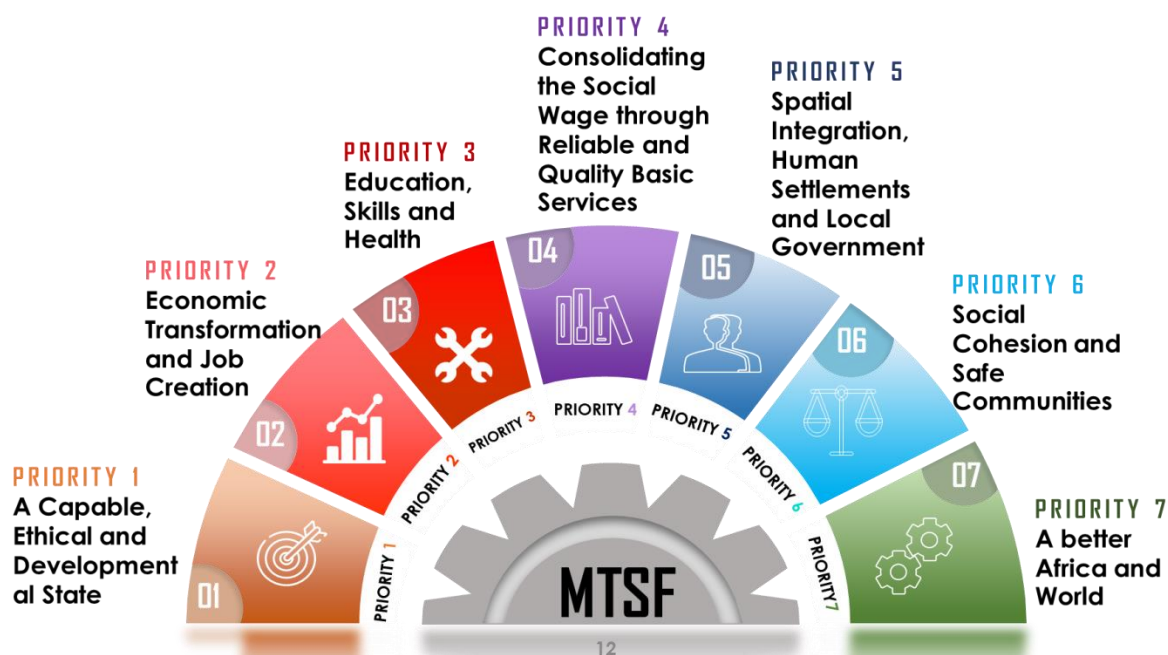 PRIORITY 1
A Capable,
Ethical and
Development
al State
PRIORITY 2
Economic
Transformation
and Job
Creation
PRIORITY 3
Education,
Skills and
Health
PRIORITY 4
Consolidating
the Social
Wage through
Reliable and
Quality Basic
Services
PRIORITY 5
Spatial
Integration,
Human
Settlements
and Local
Government
PRIORITY 6
Social
Cohesion and
Safe
Communities
PRIORITY 7
A better
Africa and
World
01
02
03
04
05
06
07
PRIORITY 1
PRIORITY 2
PRIORITY 3
PRIORITY 4
PRIORITY 5
PRIORITY 6
PRIORITY7
MTSF
12